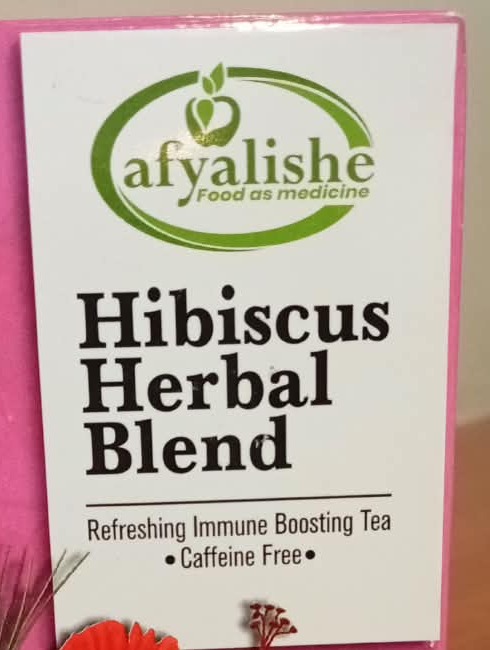 afyalishe
Food as medicine
Hibiscus
Herbal
Blend
Refreshing Immune Boosting Tea
•Caffeine Free•